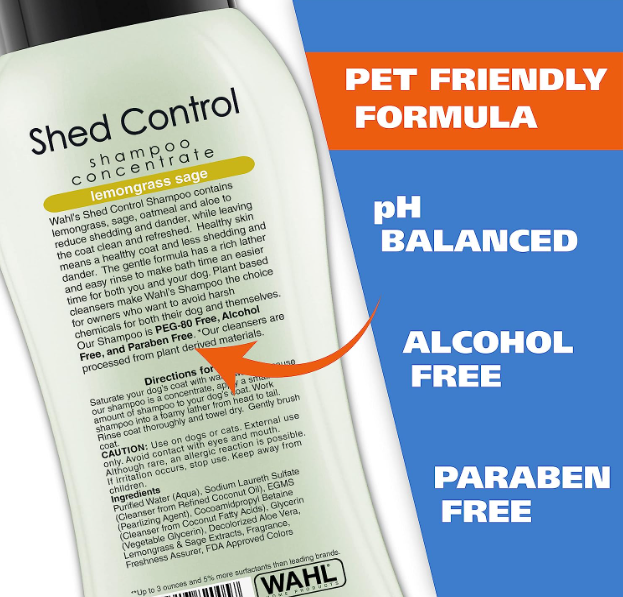 Shed Control
shampoo
concentrate
lemongrass sage
Wahl's Shed Control Shampoo contains
lemongrass, sage, oatmeal and aloe to
reduce shedding and dander, while leaving
the coat clean and refreshed. Healthy skin
means a healthy coat and less shedding and
dander. The gentle formula has a rich lather
and easy rinse to make bath time an easier
time for both you and your dog. Plant based
cleansers make Wahl's Shampoo the choice
for owners who want to avoid harsh
chemicals for both their dog and themselves.
Our Shampoo is PEG-80 Free, Alcohol
Free, and Paraben Free. *Our cleansers are
processed from plant derived materials.
Directions for
Saturate your dog's coat with
our shampoo is a concentrate, apply a small
amount of shampoo to your dog's coat. Work
shampoo into a foamy lather from head to tail.
Rinse coat thoroughly and towel dry. Gently brush
coat.
CAUTION: Use on dogs or cats. External use
only. Avoid contact with eyes and mouth.
Although rare, an allergic reaction is possible.
If irritation occurs, stop use. Keep away from
children.
Ingredients
Purified Water (Aqua), Sodium Laureth Sulfate
(Cleanser from Refined Coconut Oil), EGMS
(Pearlizing Agent), Cocoamidpropyl Betaine
(Cleanser from Coconut Fatty Acids), Glycerin
(Vegetable Glycerin), Decolorized Aloe Vera,
Lemongrass & Sage Extracts, Fragrance,
Freshness Assurer, FDA Approved Colors
**Up to 3 ounces and 5% more surfactants than leading brands.
WAHL
HOME PRODUCTS
PET FRIENDLY
FORMULA
pH
BALANCED
ALCOHOL
FREE
PARABEN
FREE